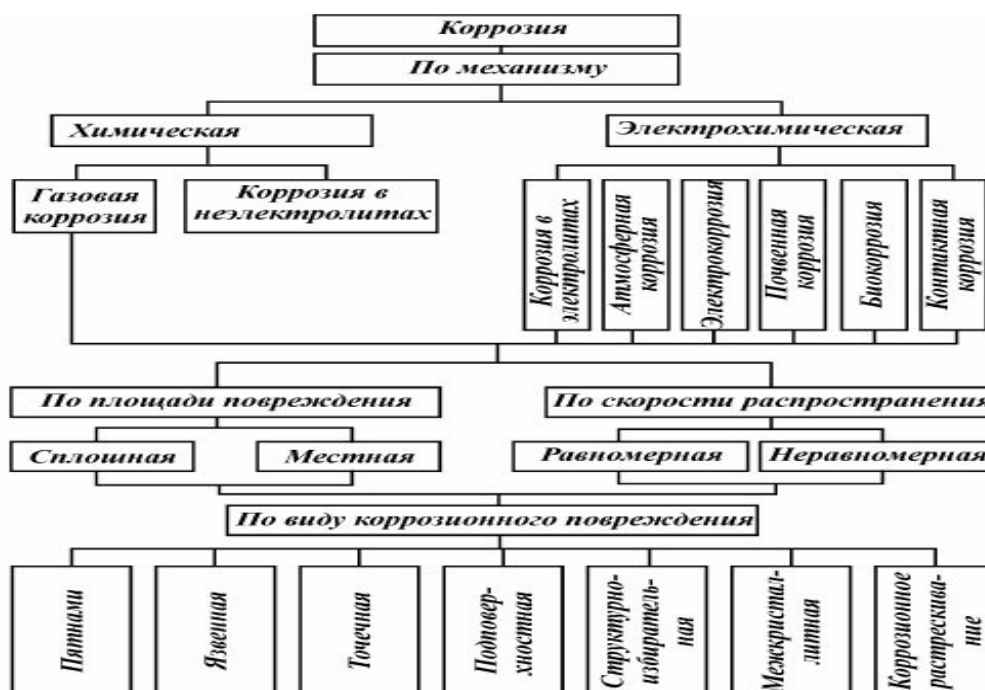 Коррозия
По механизму
Химическая
Электрохимическая
Газовая
коррозия
Коррозия в
неэлектролитах
Коррозия в
электролитах
Атмосферная
коррозия
Электрокоррозия
Почвенная
коррозия
Биокоррозия
Контактная
коррозия
По площади повреждения
По скорости распространения
Сплошная
Местная
Равномерная
Неравномерная
По виду коррозионного повреждения
Пятнами
Язвенная
Точечная
Подповер-
хностная
Структурно-
избиратель-
ная
Межкристал-
литная
Коррозионное
растрескива-
ние